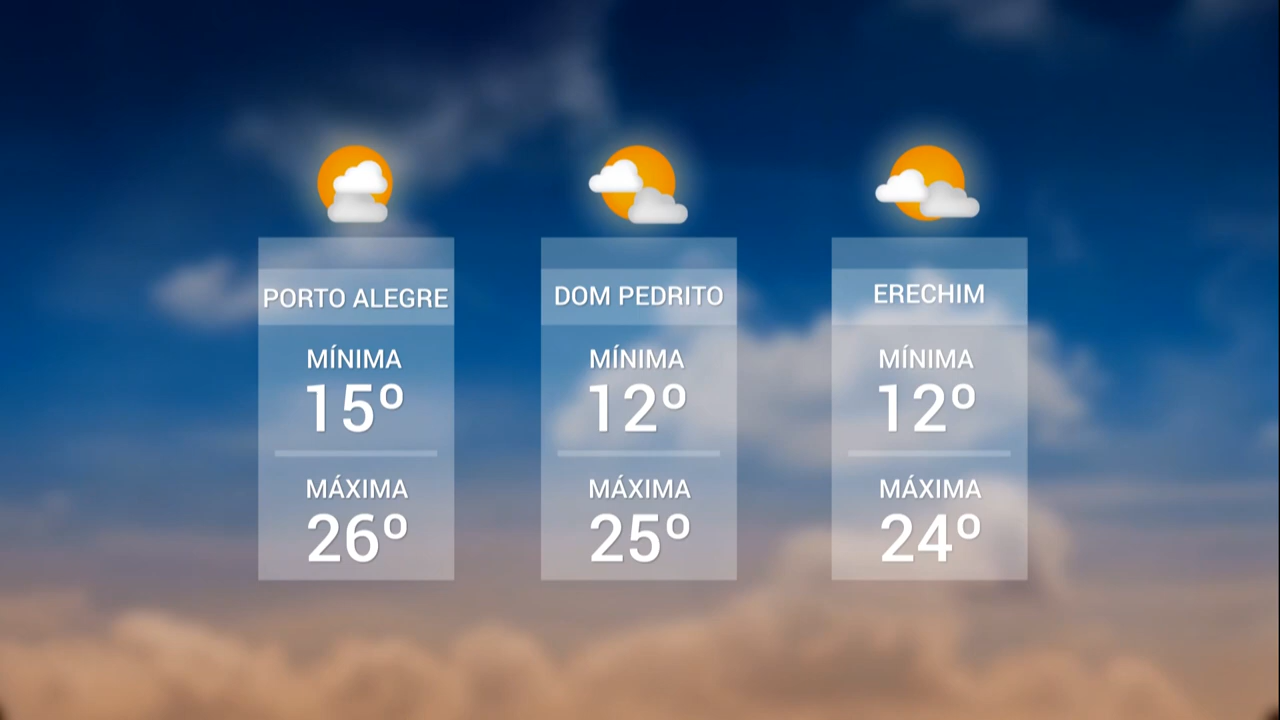 PORTO ALEGRE
MÍNIMA
15º
MÁXIMA
26º
DOM PEDRITO
MÍNIMA
12º
MÁXIMA
25º
ERECHIM
MÍNIMA
12º
MÁXIMA
24º